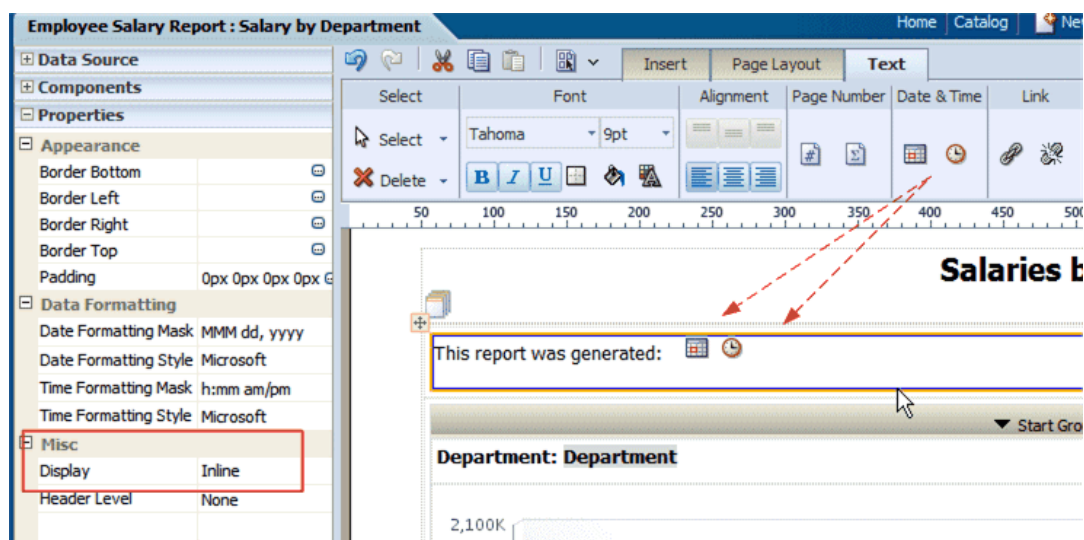 Employee Salary Report : Salary by Department
Home Catalog New
Data Source
Components
Properties
Appearance
Border Bottom
Border Left
Border Right
Border Top
Padding 0px 0px 0px 0px
Data Formatting
Date Formatting Mask MMM dd, yyyy
Date Formatting Style Microsoft
Time Formatting Mask h:mm am/pm
Time Formatting Style Microsoft
Misc
Display Inline
Header Level None
Insert Page Layout Text
Select Font Alignment Page Number Date & Time Link
Select Tahoma 9pt
Delete B I U # Σ
50 100 150 200 250 300 350 400 450 500
Salaries b
This report was generated:
Start Gro
Department: Department
2,100K